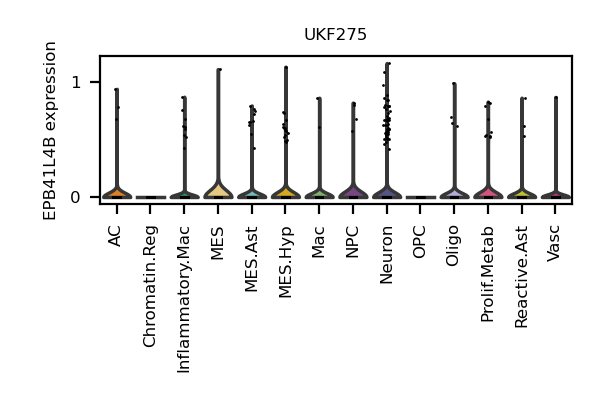 UKF275
EPB41L4B expression
1
0
AC
Chromatin.Reg
Inflammatory.Mac
MES
MES.Ast
MES.Hyp
Mac
NPC
Neuron
OPC
Oligo
Prolif.Metab
Reactive.Ast
Vasc